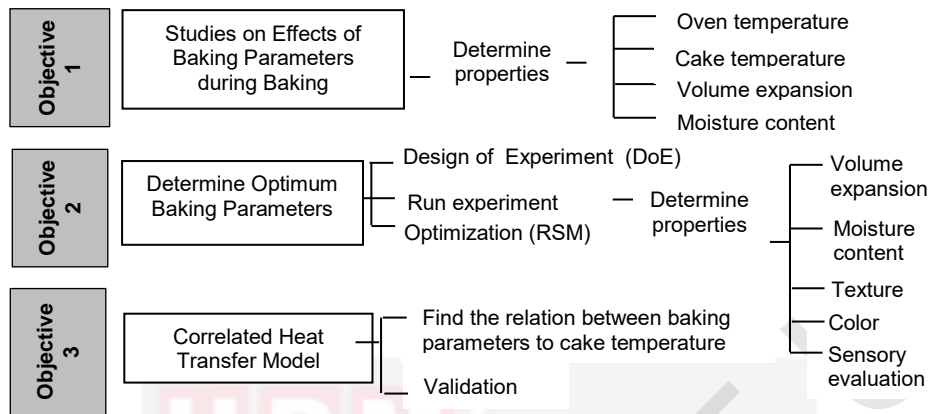 Objective
1
Studies on Effects of
Baking Parameters
during Baking
Determine
properties
Oven temperature
Cake temperature
Volume expansion
Moisture content
Objective
2
Determine Optimum
Baking Parameters
Design of Experiment (DoE)
Run experiment
Optimization (RSM)
Determine
properties
Volume
expansion
Moisture
content
Texture
Color
Sensory
evaluation
Objective
3
Correlated Heat
Transfer Model
Find the relation between baking
parameters to cake temperature
Validation